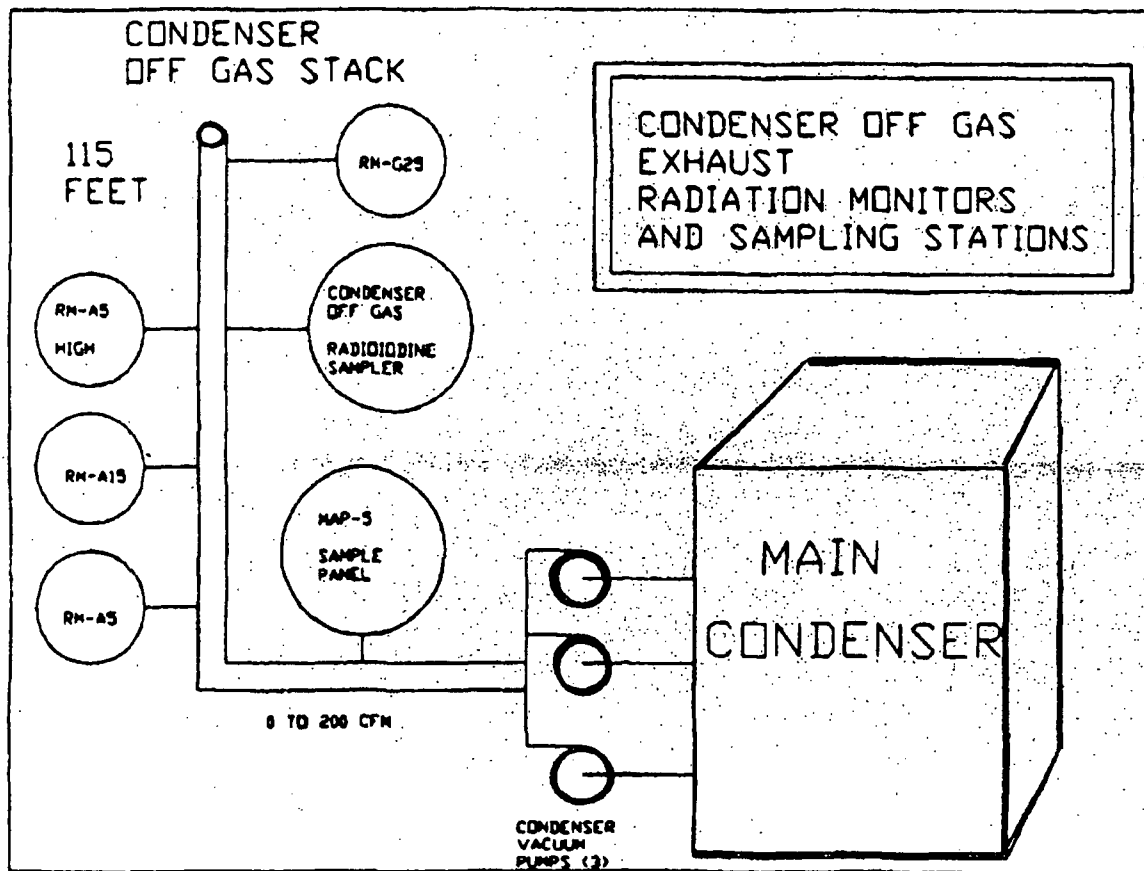 CONDENSER
OFF GAS STACK
115
FEET
RM-G25
CONDENSER OFF GAS
EXHAUST
RADIATION MONITORS
AND SAMPLING STATIONS
RM-A5
HIGH
CONDENSER
OFF GAS
RADIOIODINE
SAMPLER
RM-A15
MAP-5
SAMPLE
PANEL
RM-A5
MAIN
CONDENSER
0 TO 200 CFM
CONDENSER
VACUUM
PUMPS (3)